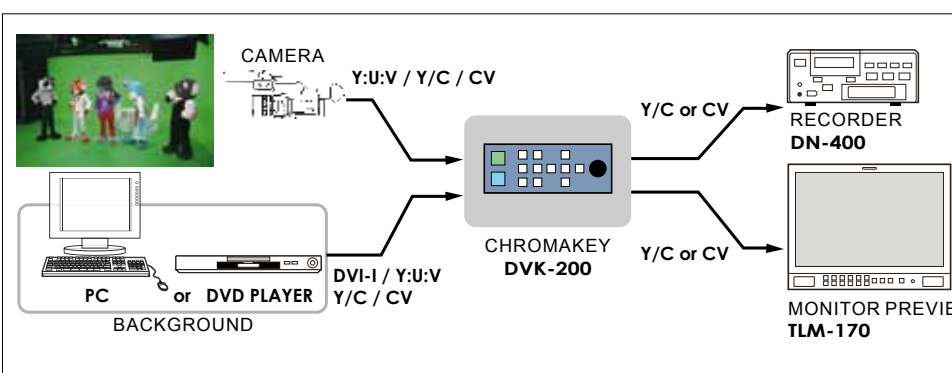 CAMERA
Y:U:V / Y/C / CV
Y/C or CV
RECORDER
DN-400
CHROMAKEY
DVK-200
PC or DVD PLAYER
DVI-I / Y:U:V
Y/C / CV
BACKGROUND
Y/C or CV
MONITOR PREVIE
TLM-170